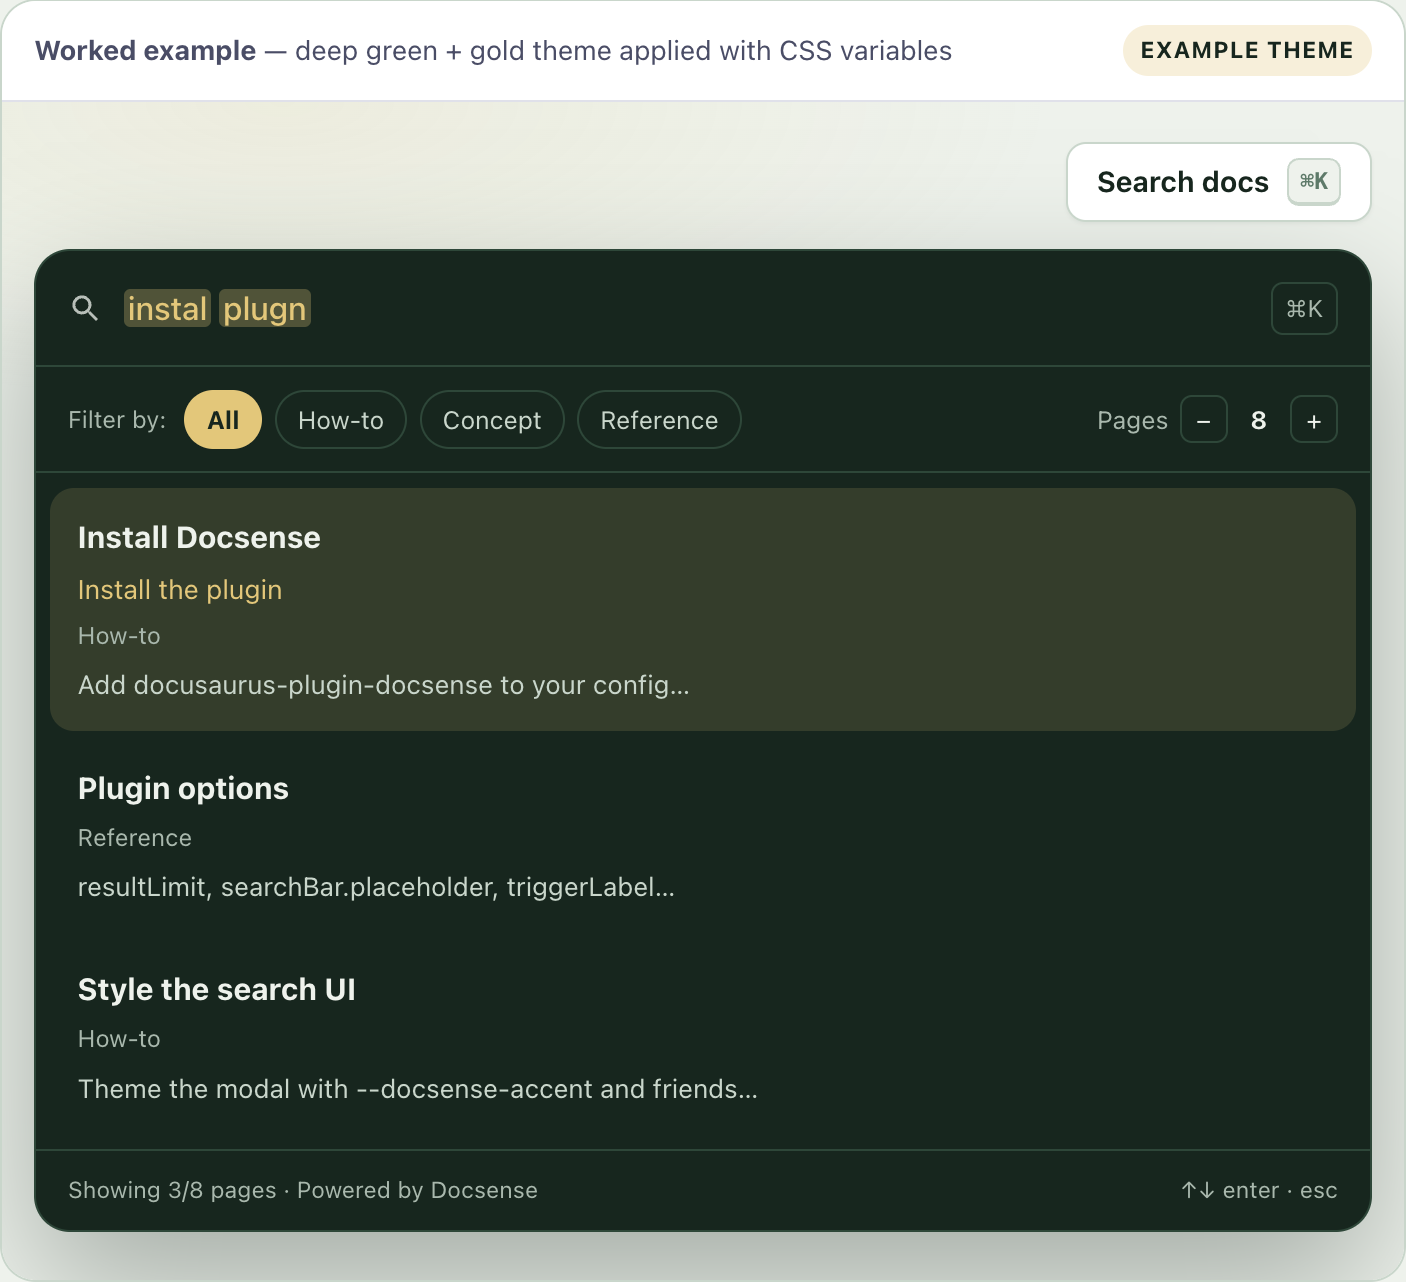 Worked example — deep green + gold theme applied with CSS variables
EXAMPLE THEME
Search docs ⌘K
instal plugn
⌘K
Filter by: All How-to Concept Reference
Pages − 8 +
Install Docsense
Install the plugin
How-to
Add docusaurus-plugin-docsense to your config…
Plugin options
Reference
resultLimit, searchBar.placeholder, triggerLabel…
Style the search UI
How-to
Theme the modal with --docsense-accent and friends…
Showing 3/8 pages · Powered by Docsense
↑↓ enter · esc